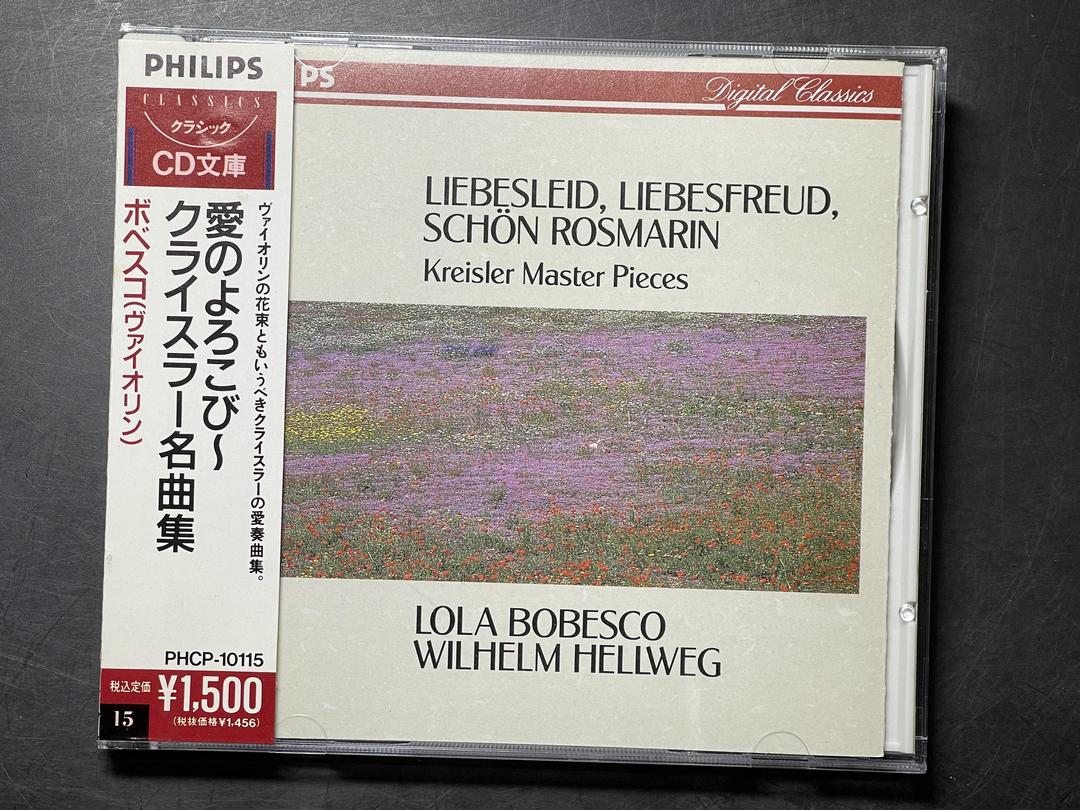 PHILIPS
CLASSICS
クラシック
CD文庫
ヴァイオリンの花束ともいうべきクライスラーの愛奏曲集。
愛のよろこび〜
クライスラー名曲集
ボベスコ(ヴァイオリン)
PHCP-10115
税込定価 ¥1,500
(税抜価格¥1,456)
15
PS
Digital Classics
LIEBESLEID, LIEBESFREUD,
SCHÖN ROSMARIN
Kreisler Master Pieces
LOLA BOBESCO
WILHELM HELLWEG